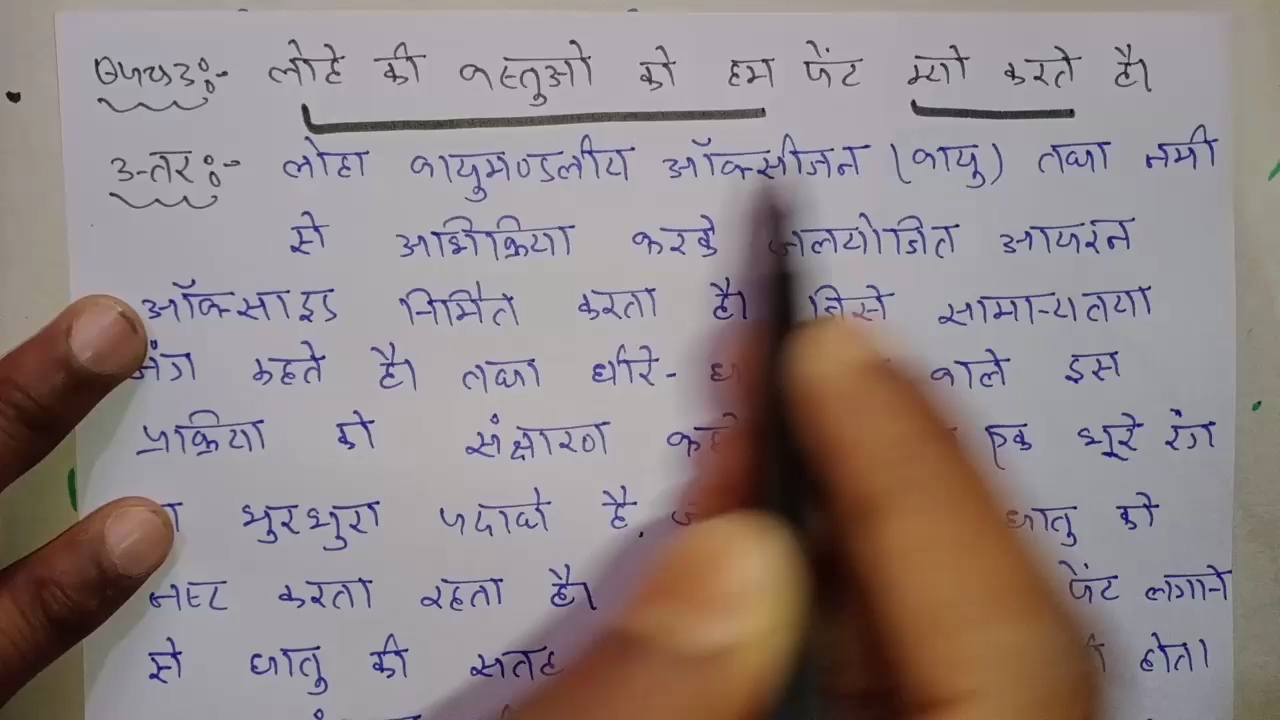 प्रश्न3:- लोहे की वस्तुओ को हम पेंट क्यो करते है।
उत्तर:- लोहा वायुमण्डलीय ऑक्सीजन (वायु) तथा नमी
से अभिक्रिया करके जलयोजित आयरन
ऑक्साइड निर्मित करता है। जिसे सामान्यतया
जंग कहते है। तथा धीरे- वाले इस
प्रक्रिया को संक्षारण एक भूरे रंग
भुरभुरा पदार्थ है, धातु को
नष्ट करता रहता है। पेंट लगाने
से धातु की सतह होता